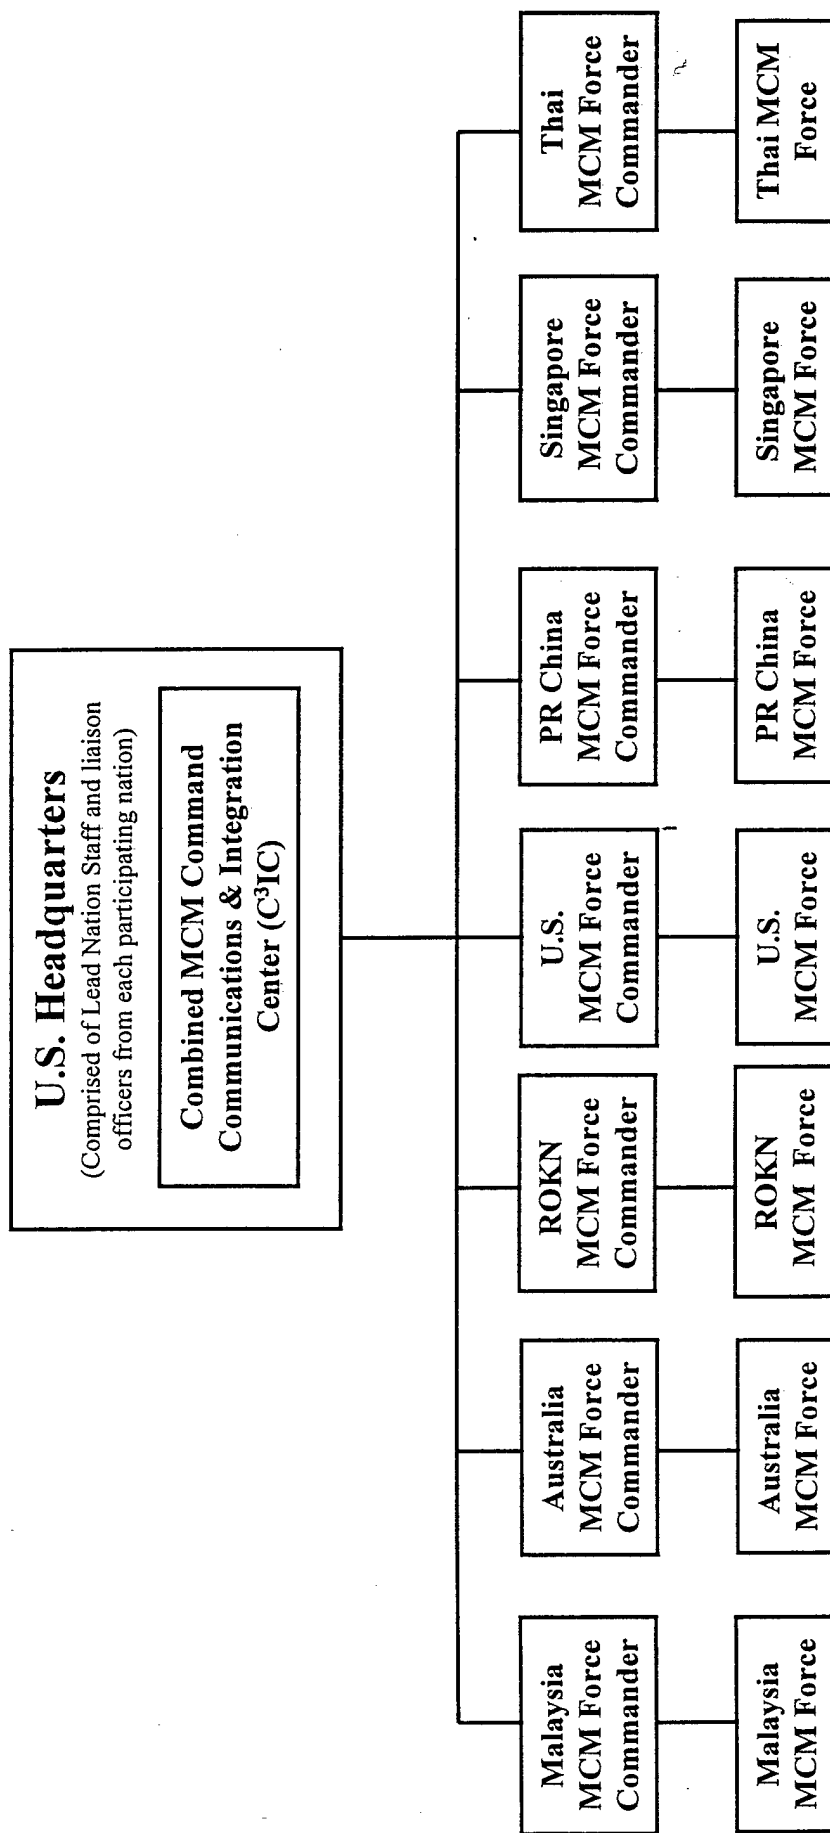 U.S. Headquarters
(Comprised of Lead Nation Staff and liaison
officers from each participating nation)
Combined MCM Command
Communications & Integration
Center (C³IC)
Malaysia
MCM Force
Commander
Australia
MCM Force
Commander
ROKN
MCM Force
Commander
U.S.
MCM Force
Commander
PR China
MCM Force
Commander
Singapore
MCM Force
Commander
Thai
MCM Force
Commander
Malaysia
MCM Force
Australia
MCM Force
ROKN
MCM Force
U.S.
MCM Force
PR China
MCM Force
Singapore
MCM Force
Thai MCM
Force